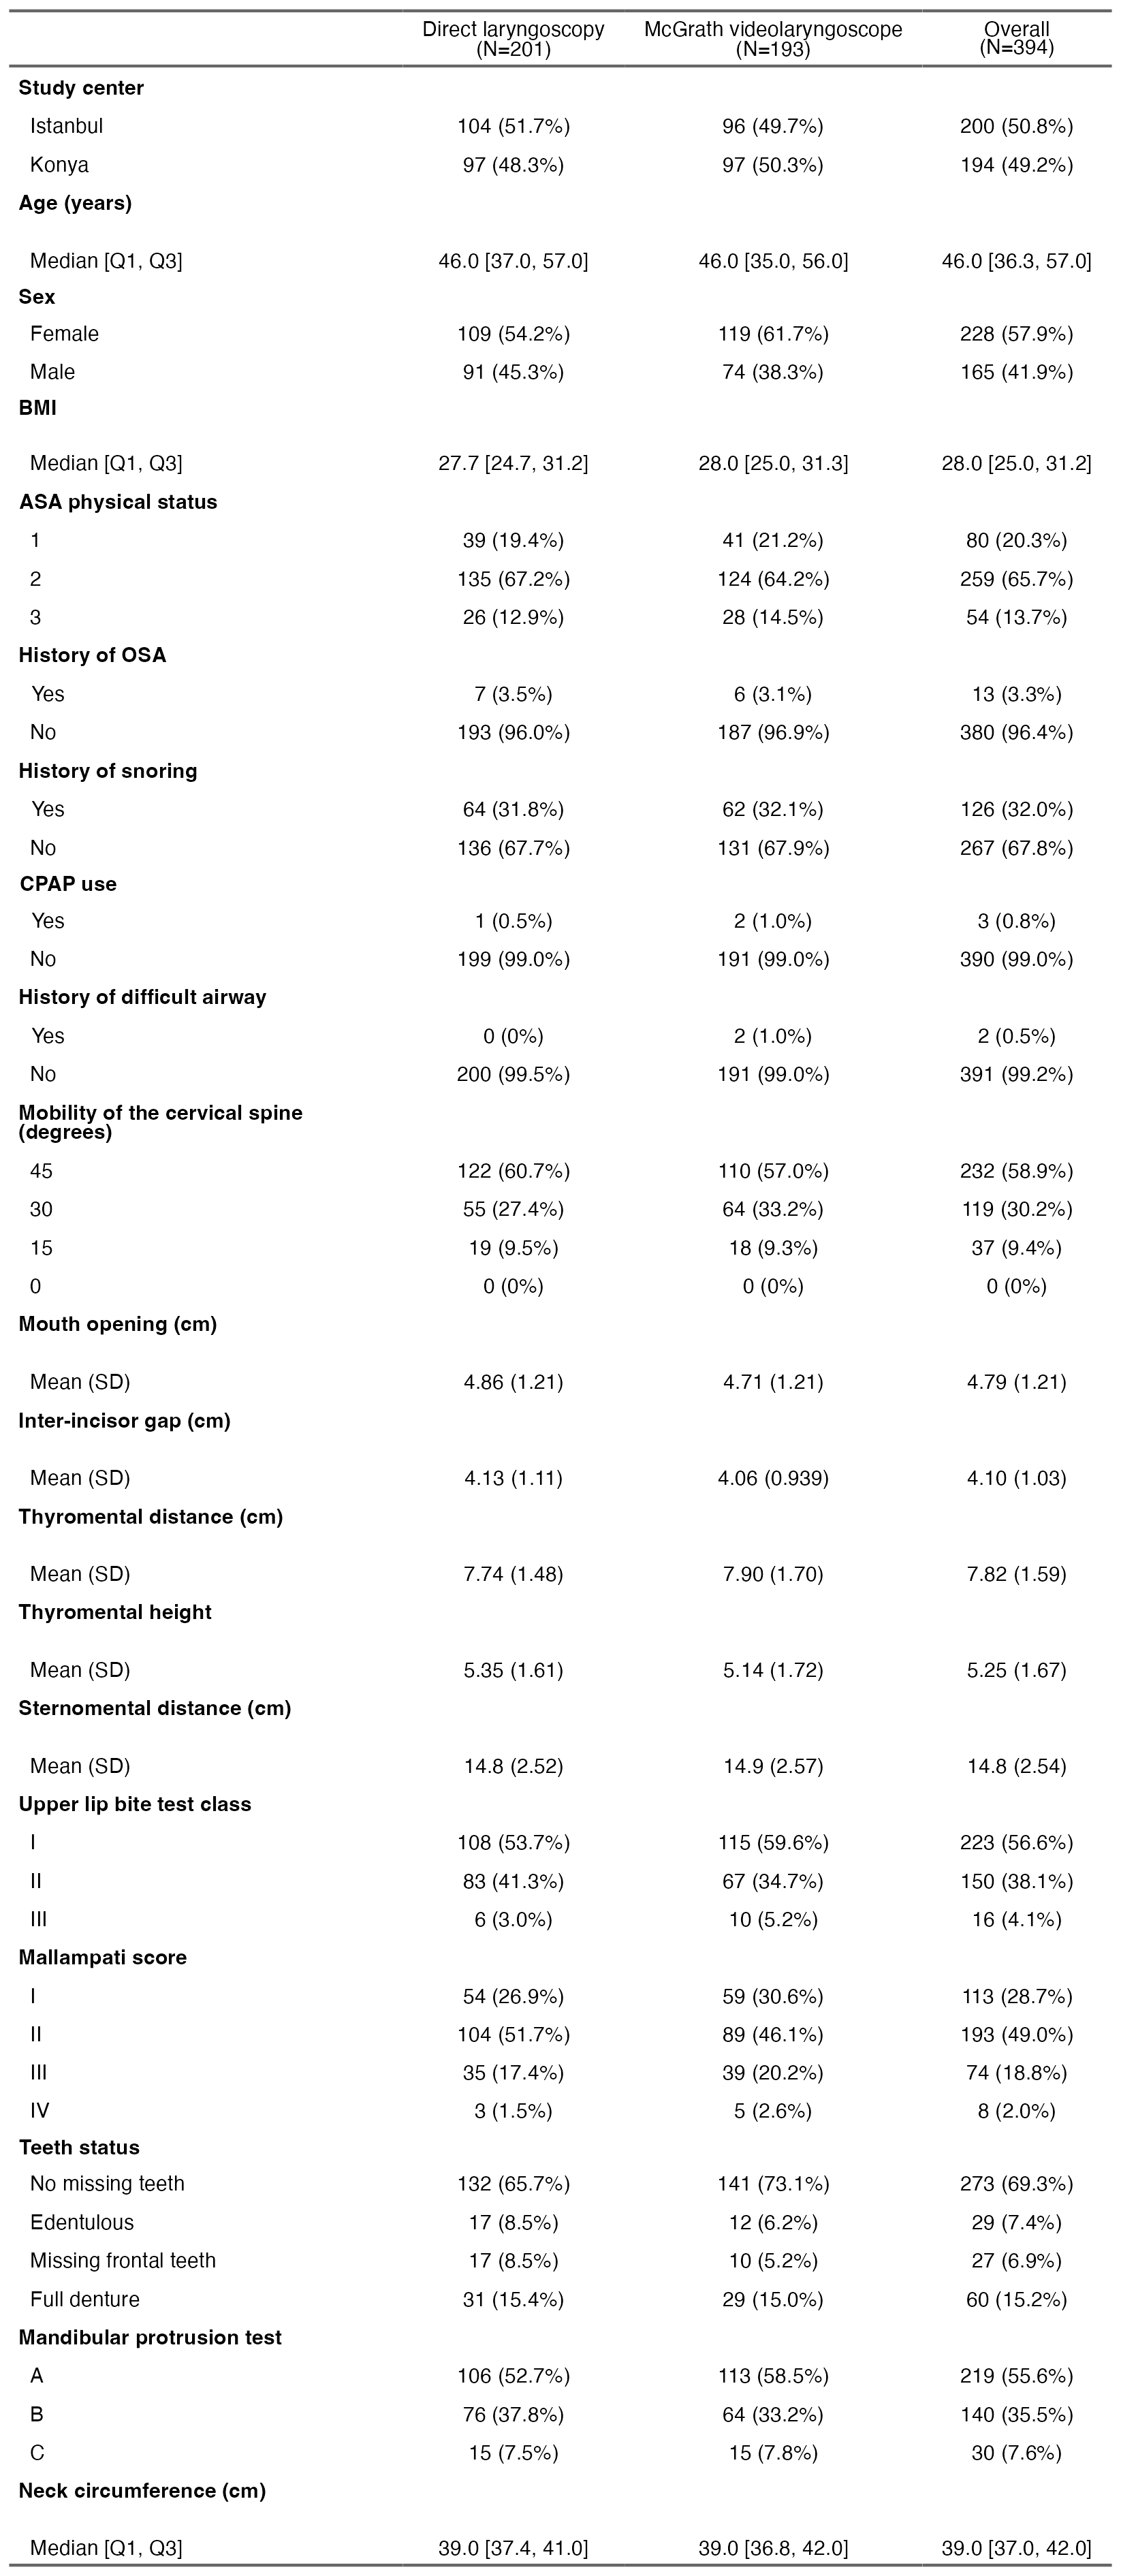 Direct laryngoscopy McGrath videolaryngoscope Overall
(N=201) (N=193) (N=394)
Study center
Istanbul 104 (51.7%) 96 (49.7%) 200 (50.8%)
Konya 97 (48.3%) 97 (50.3%) 194 (49.2%)
Age (years)
Median [Q1, Q3] 46.0 [37.0, 57.0] 46.0 [35.0, 56.0] 46.0 [36.3, 57.0]
Sex
Female 109 (54.2%) 119 (61.7%) 228 (57.9%)
Male 91 (45.3%) 74 (38.3%) 165 (41.9%)
BMI
Median [Q1, Q3] 27.7 [24.7, 31.2] 28.0 [25.0, 31.3] 28.0 [25.0, 31.2]
ASA physical status
1 39 (19.4%) 41 (21.2%) 80 (20.3%)
2 135 (67.2%) 124 (64.2%) 259 (65.7%)
3 26 (12.9%) 28 (14.5%) 54 (13.7%)
History of OSA
Yes 7 (3.5%) 6 (3.1%) 13 (3.3%)
No 193 (96.0%) 187 (96.9%) 380 (96.4%)
History of snoring
Yes 64 (31.8%) 62 (32.1%) 126 (32.0%)
No 136 (67.7%) 131 (67.9%) 267 (67.8%)
CPAP use
Yes 1 (0.5%) 2 (1.0%) 3 (0.8%)
No 199 (99.0%) 191 (99.0%) 390 (99.0%)
History of difficult airway
Yes 0 (0%) 2 (1.0%) 2 (0.5%)
No 200 (99.5%) 191 (99.0%) 391 (99.2%)
Mobility of the cervical spine
(degrees)
45 122 (60.7%) 110 (57.0%) 232 (58.9%)
30 55 (27.4%) 64 (33.2%) 119 (30.2%)
15 19 (9.5%) 18 (9.3%) 37 (9.4%)
0 0 (0%) 0 (0%) 0 (0%)
Mouth opening (cm)
Mean (SD) 4.86 (1.21) 4.71 (1.21) 4.79 (1.21)
Inter-incisor gap (cm)
Mean (SD) 4.13 (1.11) 4.06 (0.939) 4.10 (1.03)
Thyromental distance (cm)
Mean (SD) 7.74 (1.48) 7.90 (1.70) 7.82 (1.59)
Thyromental height
Mean (SD) 5.35 (1.61) 5.14 (1.72) 5.25 (1.67)
Sternomental distance (cm)
Mean (SD) 14.8 (2.52) 14.9 (2.57) 14.8 (2.54)
Upper lip bite test class
I 108 (53.7%) 115 (59.6%) 223 (56.6%)
II 83 (41.3%) 67 (34.7%) 150 (38.1%)
III 6 (3.0%) 10 (5.2%) 16 (4.1%)
Mallampati score
I 54 (26.9%) 59 (30.6%) 113 (28.7%)
II 104 (51.7%) 89 (46.1%) 193 (49.0%)
III 35 (17.4%) 39 (20.2%) 74 (18.8%)
IV 3 (1.5%) 5 (2.6%) 8 (2.0%)
Teeth status
No missing teeth 132 (65.7%) 141 (73.1%) 273 (69.3%)
Edentulous 17 (8.5%) 12 (6.2%) 29 (7.4%)
Missing frontal teeth 17 (8.5%) 10 (5.2%) 27 (6.9%)
Full denture 31 (15.4%) 29 (15.0%) 60 (15.2%)
Mandibular protrusion test
A 106 (52.7%) 113 (58.5%) 219 (55.6%)
B 76 (37.8%) 64 (33.2%) 140 (35.5%)
C 15 (7.5%) 15 (7.8%) 30 (7.6%)
Neck circumference (cm)
Median [Q1, Q3] 39.0 [37.4, 41.0] 39.0 [36.8, 42.0] 39.0 [37.0, 42.0]